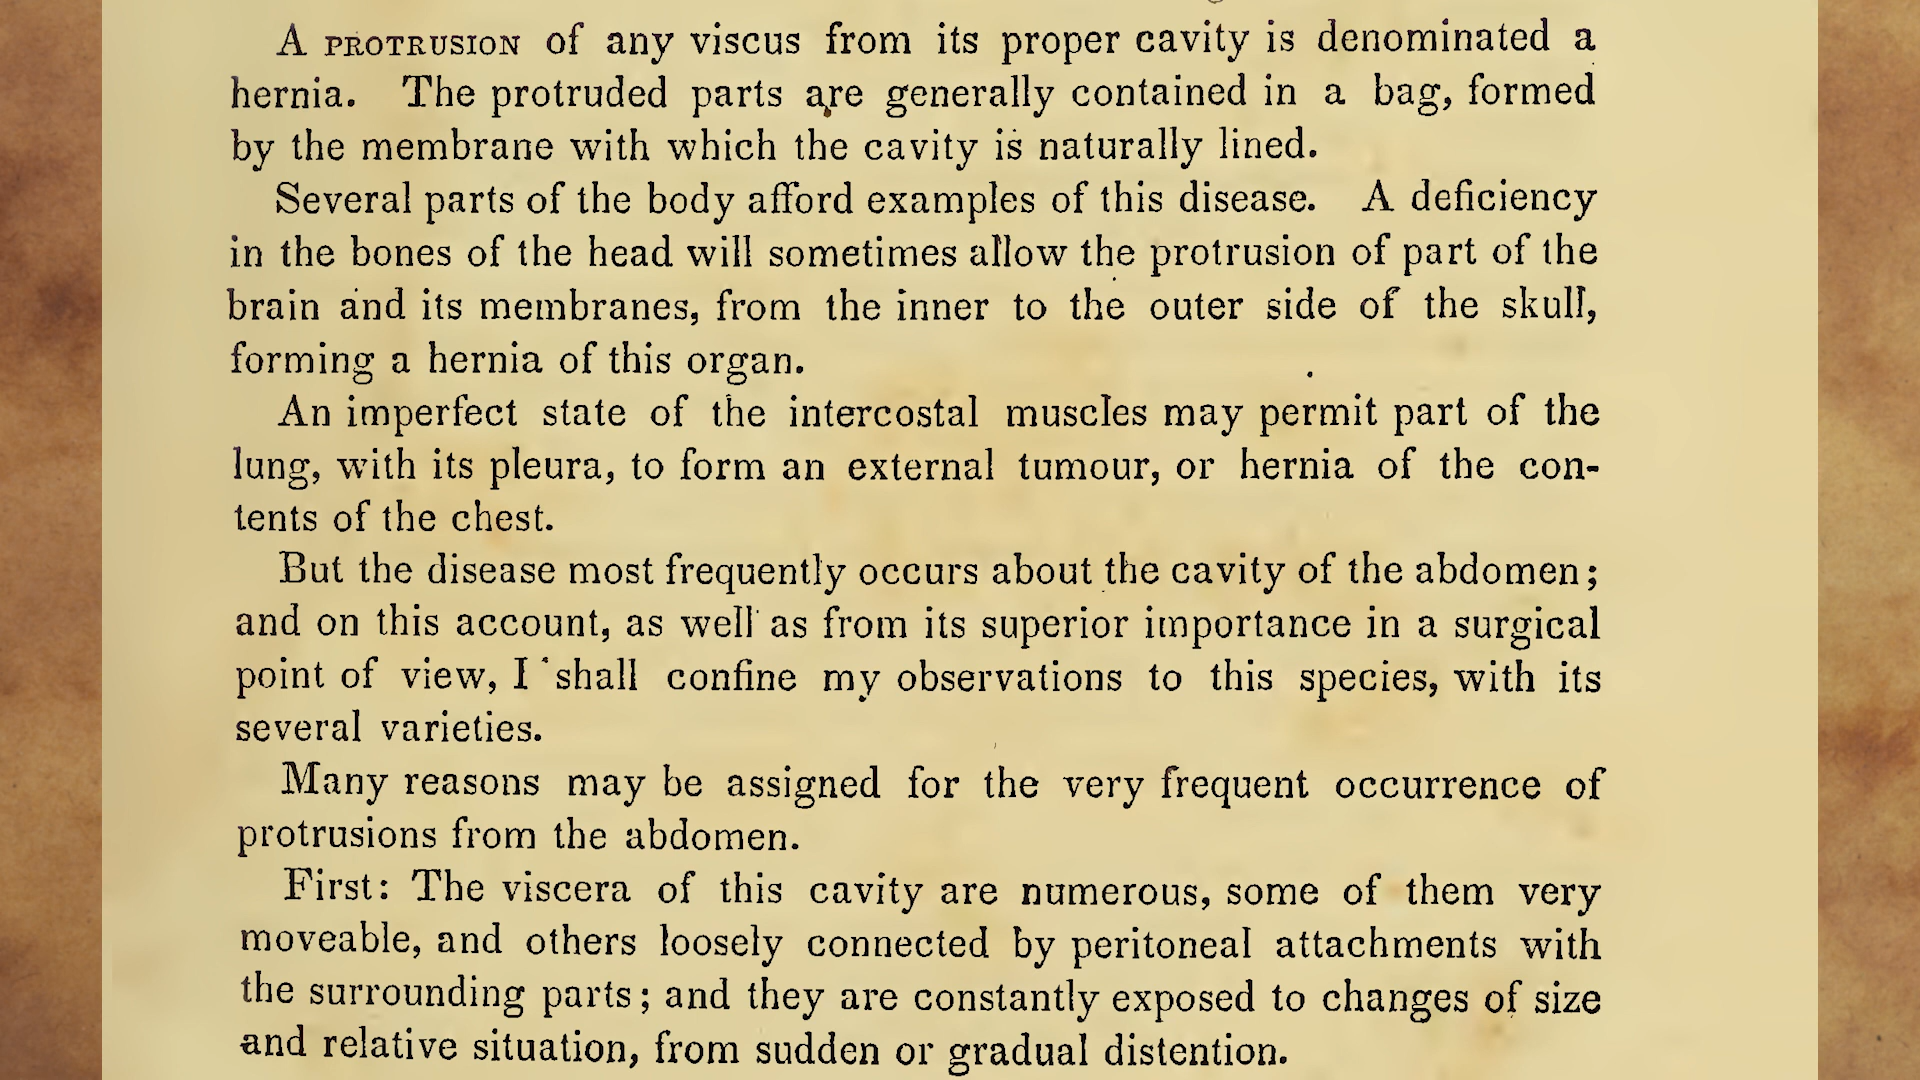 A PROTRUSION of any viscus from its proper cavity is denominated a
hernia. The protruded parts are generally contained in a bag, formed
by the membrane with which the cavity is naturally lined.
Several parts of the body afford examples of this disease. A deficiency
in the bones of the head will sometimes allow the protrusion of part of the
brain and its membranes, from the inner to the outer side of the skull,
forming a hernia of this organ.
An imperfect state of the intercostal muscles may permit part of the
lung, with its pleura, to form an external tumour, or hernia of the con-
tents of the chest.
But the disease most frequently occurs about the cavity of the abdomen;
and on this account, as well as from its superior importance in a surgical
point of view, I shall confine my observations to this species, with its
several varieties.
Many reasons may be assigned for the very frequent occurrence of
protrusions from the abdomen.
First: The viscera of this cavity are numerous, some of them very
moveable, and others loosely connected by peritoneal attachments with
the surrounding parts; and they are constantly exposed to changes of size
and relative situation, from sudden or gradual distention.